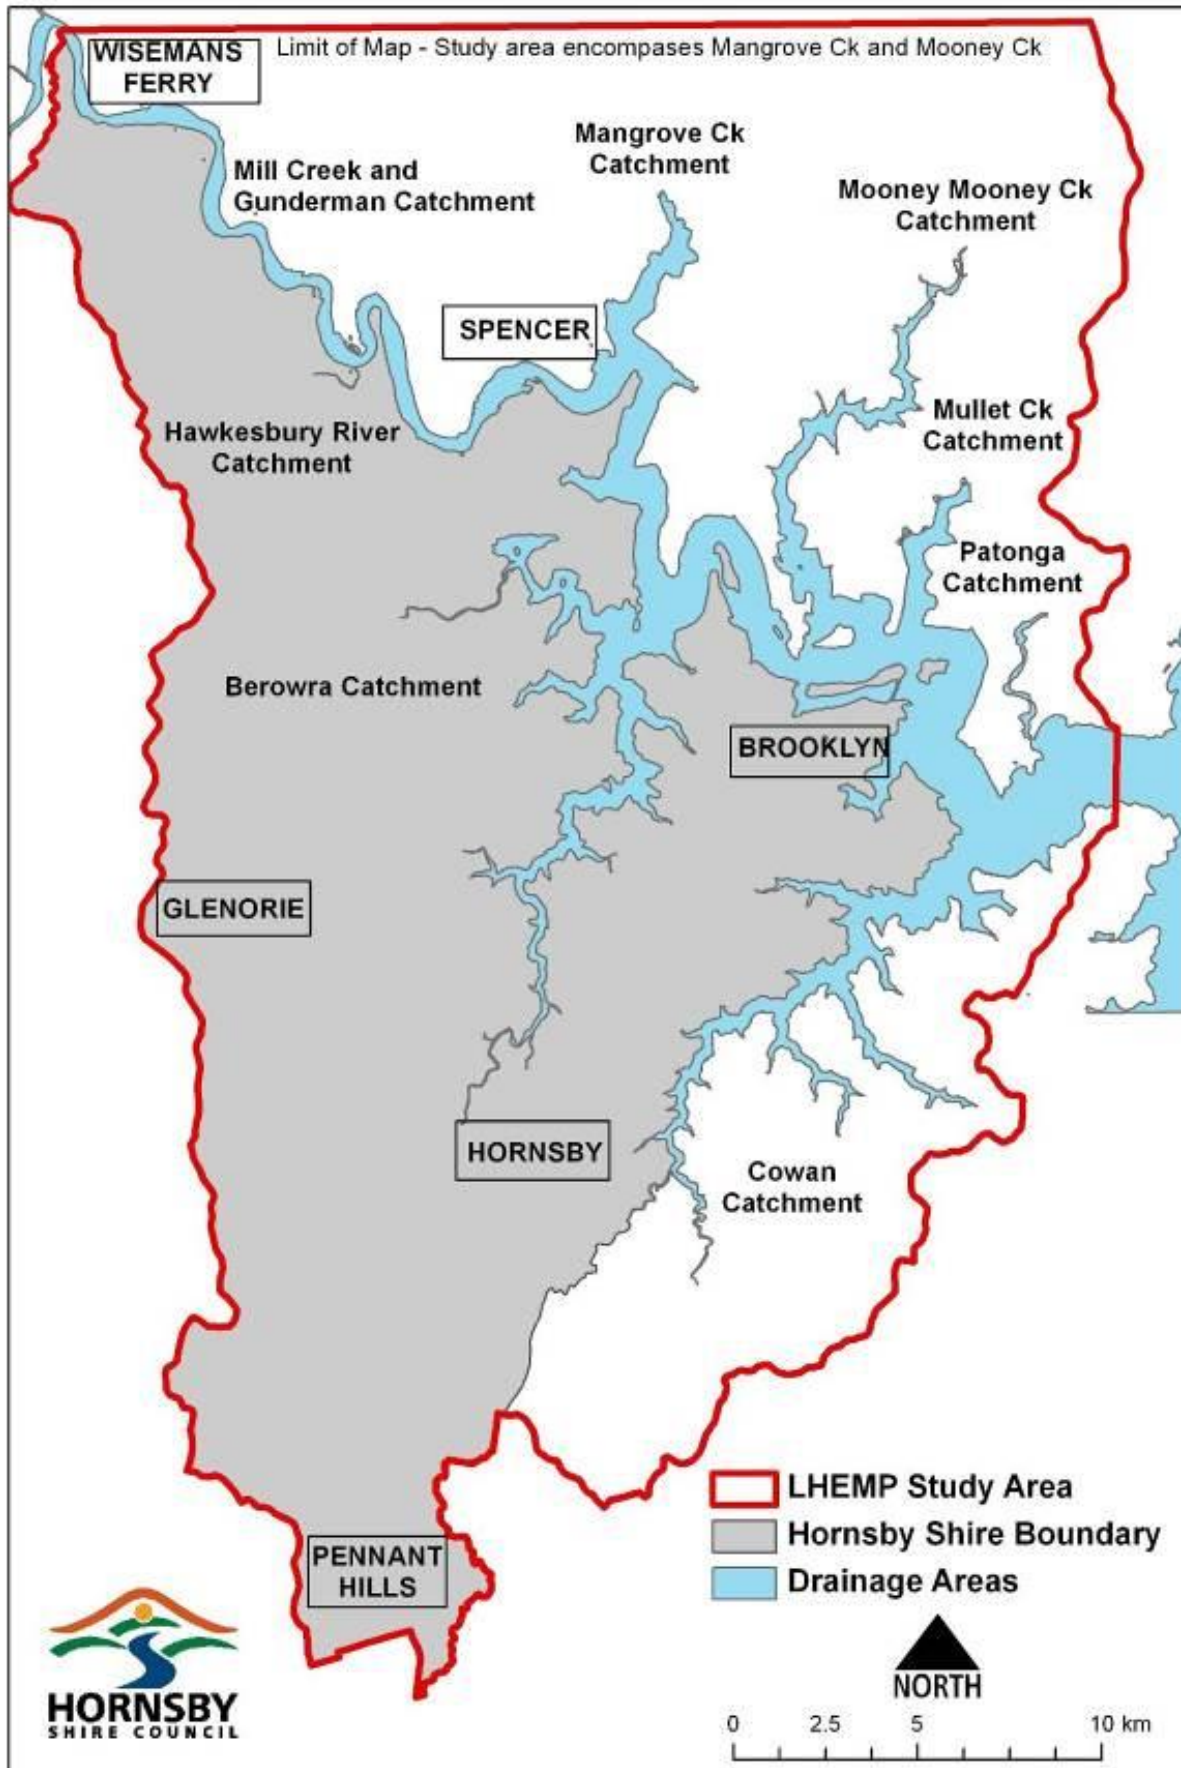 WISEMANS
FERRY
Limit of Map - Study area encompases Mangrove Ck and Mooney Ck
Mangrove Ck
Catchment
Mill Creek and
Gunderman Catchment
Mooney Mooney Ck
Catchment
SPENCER
Mullet Ck
Catchment
Hawkesbury River
Catchment
Patonga
Catchment
Berowra Catchment
BROOKLYN
GLENORIE
HORNSBY
Cowan
Catchment
LHEMP Study Area
Hornsby Shire Boundary
Drainage Areas
PENNANT
HILLS
NORTH
HORNSBY
SHIRE COUNCIL
0 2.5 5 10 km